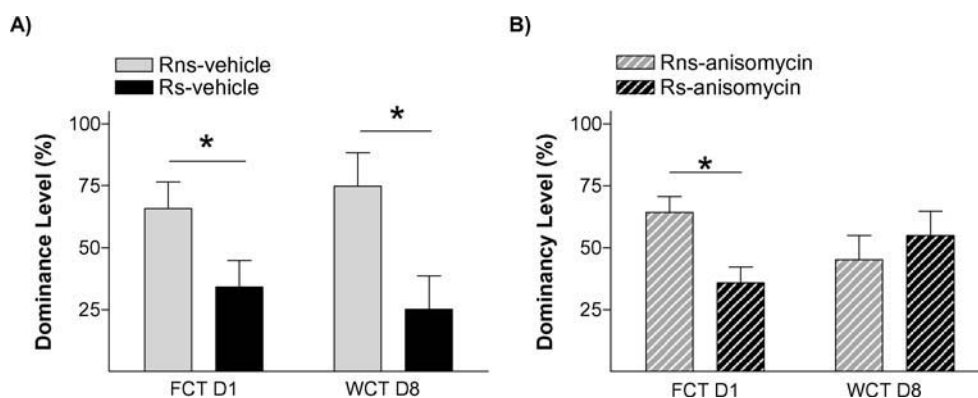 A)
Rns-vehicle
Rs-vehicle
Dominance Level (%)
100
75
50
25
*
*
FCT D1
WCT D8
B)
Rns-anisomycin
Rs-anisomycin
Dominancy Level (%)
100
75
50
25
*
FCT D1
WCT D8